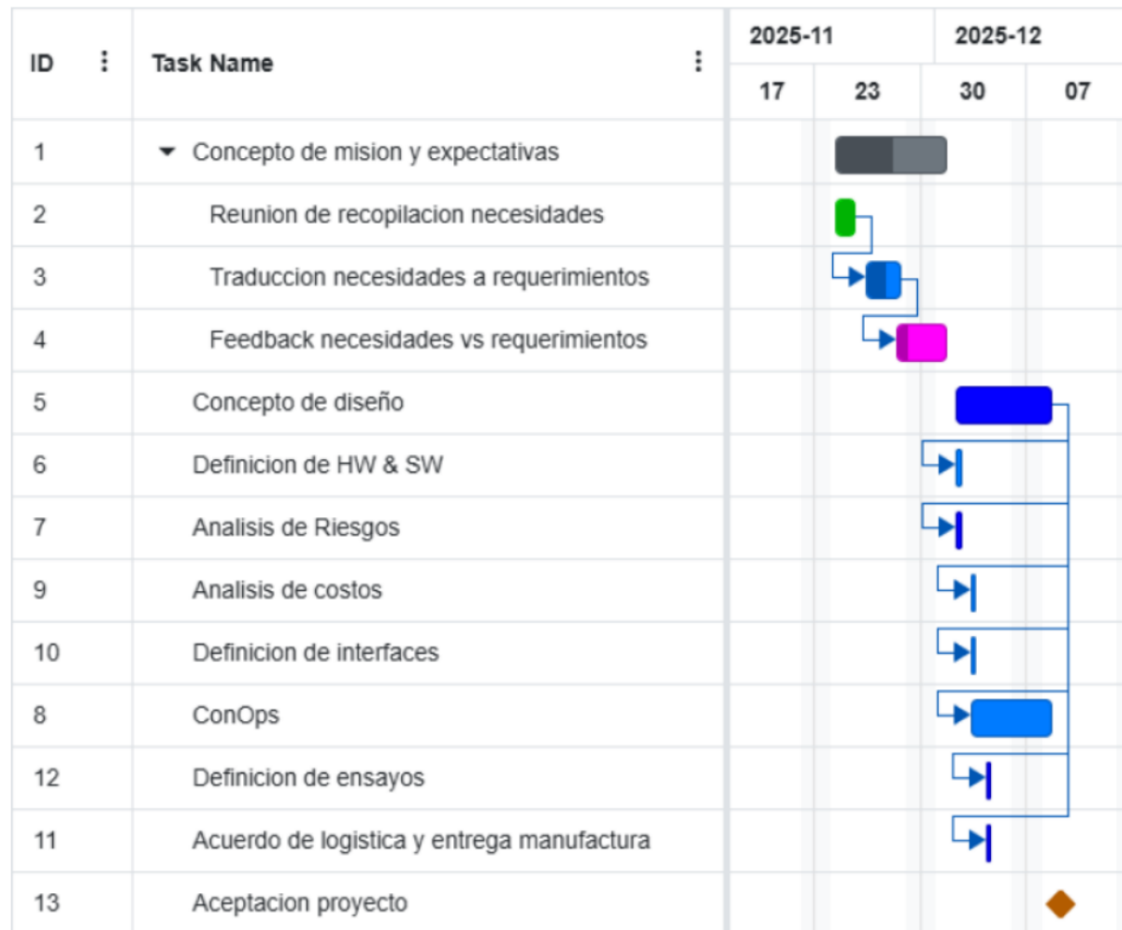 ID Task Name 2025-11 2025-12
17 23 30 07
1 Concepto de mision y expectativas
2 Reunion de recopilacion necesidades
3 Traduccion necesidades a requerimientos
4 Feedback necesidades vs requerimientos
5 Concepto de diseño
6 Definicion de HW & SW
7 Analisis de Riesgos
9 Analisis de costos
10 Definicion de interfaces
8 ConOps
12 Definicion de ensayos
11 Acuerdo de logistica y entrega manufactura
13 Aceptacion proyecto